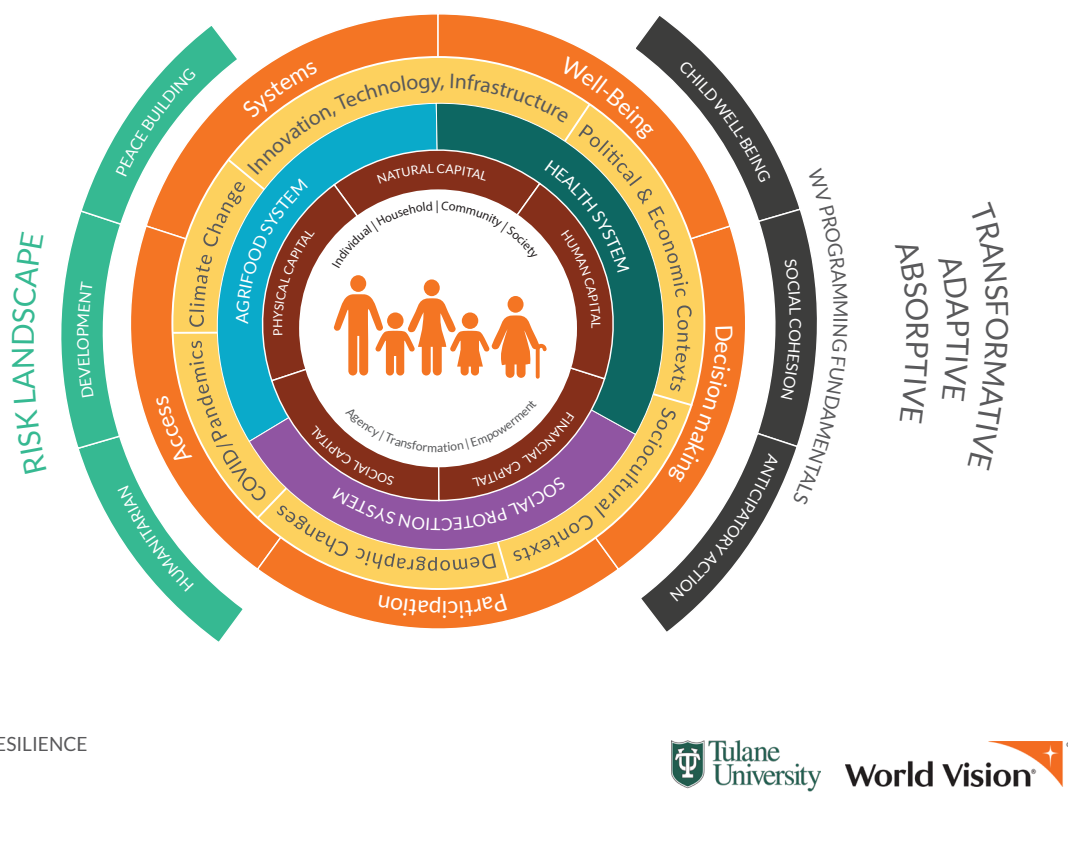 RISK LANDSCAPE
PEACE BUILDING
DEVELOPMENT
HUMANITARIAN
Systems
Well-Being
Decision making
Participation
Access
Innovation, Technology, Infrastructure
Political & Economic Contexts
Sociocultural Contexts
Demopgraphic Changes
COVID/Pandemics
Climate Change
AGRIFOOD SYSTEM
HEALTH SYSTEM
SOCIAL PROTECTION SYSTEM
NATURAL CAPITAL
HUMAN CAPITAL
FINANCIAL CAPITAL
SOCIAL CAPITAL
PHYSICAL CAPITAL
Individual | Household | Community | Society
Agency / Transformation | Empowerment
CHILD WELL-BEING
SOCIAL COHESION
ANTICIPATORY ACTION
WV PROGRAMMING FUNDAMENTALS
ABSORPTIVE
ADAPTIVE
TRANSFORMATIVE
ESILIENCE
Tulane
University
World Vision®